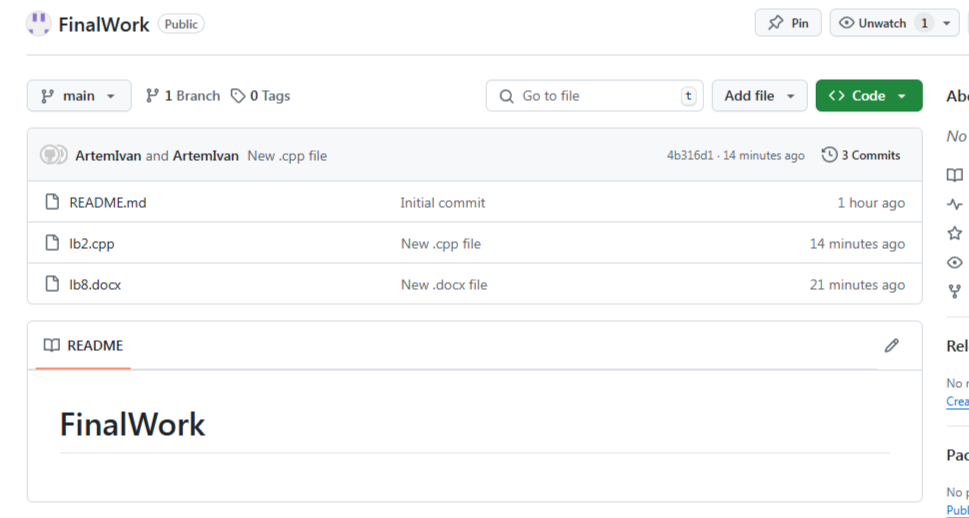 FinalWork Public Pin Unwatch 1
main 1 Branch 0 Tags Go to file t Add file Code
ArtemIvan and ArtemIvan New .cpp file 4b316d1 · 14 minutes ago 3 Commits
README.md Initial commit 1 hour ago
lb2.cpp New .cpp file 14 minutes ago
lb8.docx New .docx file 21 minutes ago
README
FinalWork
No
No
Crea
No
Publ